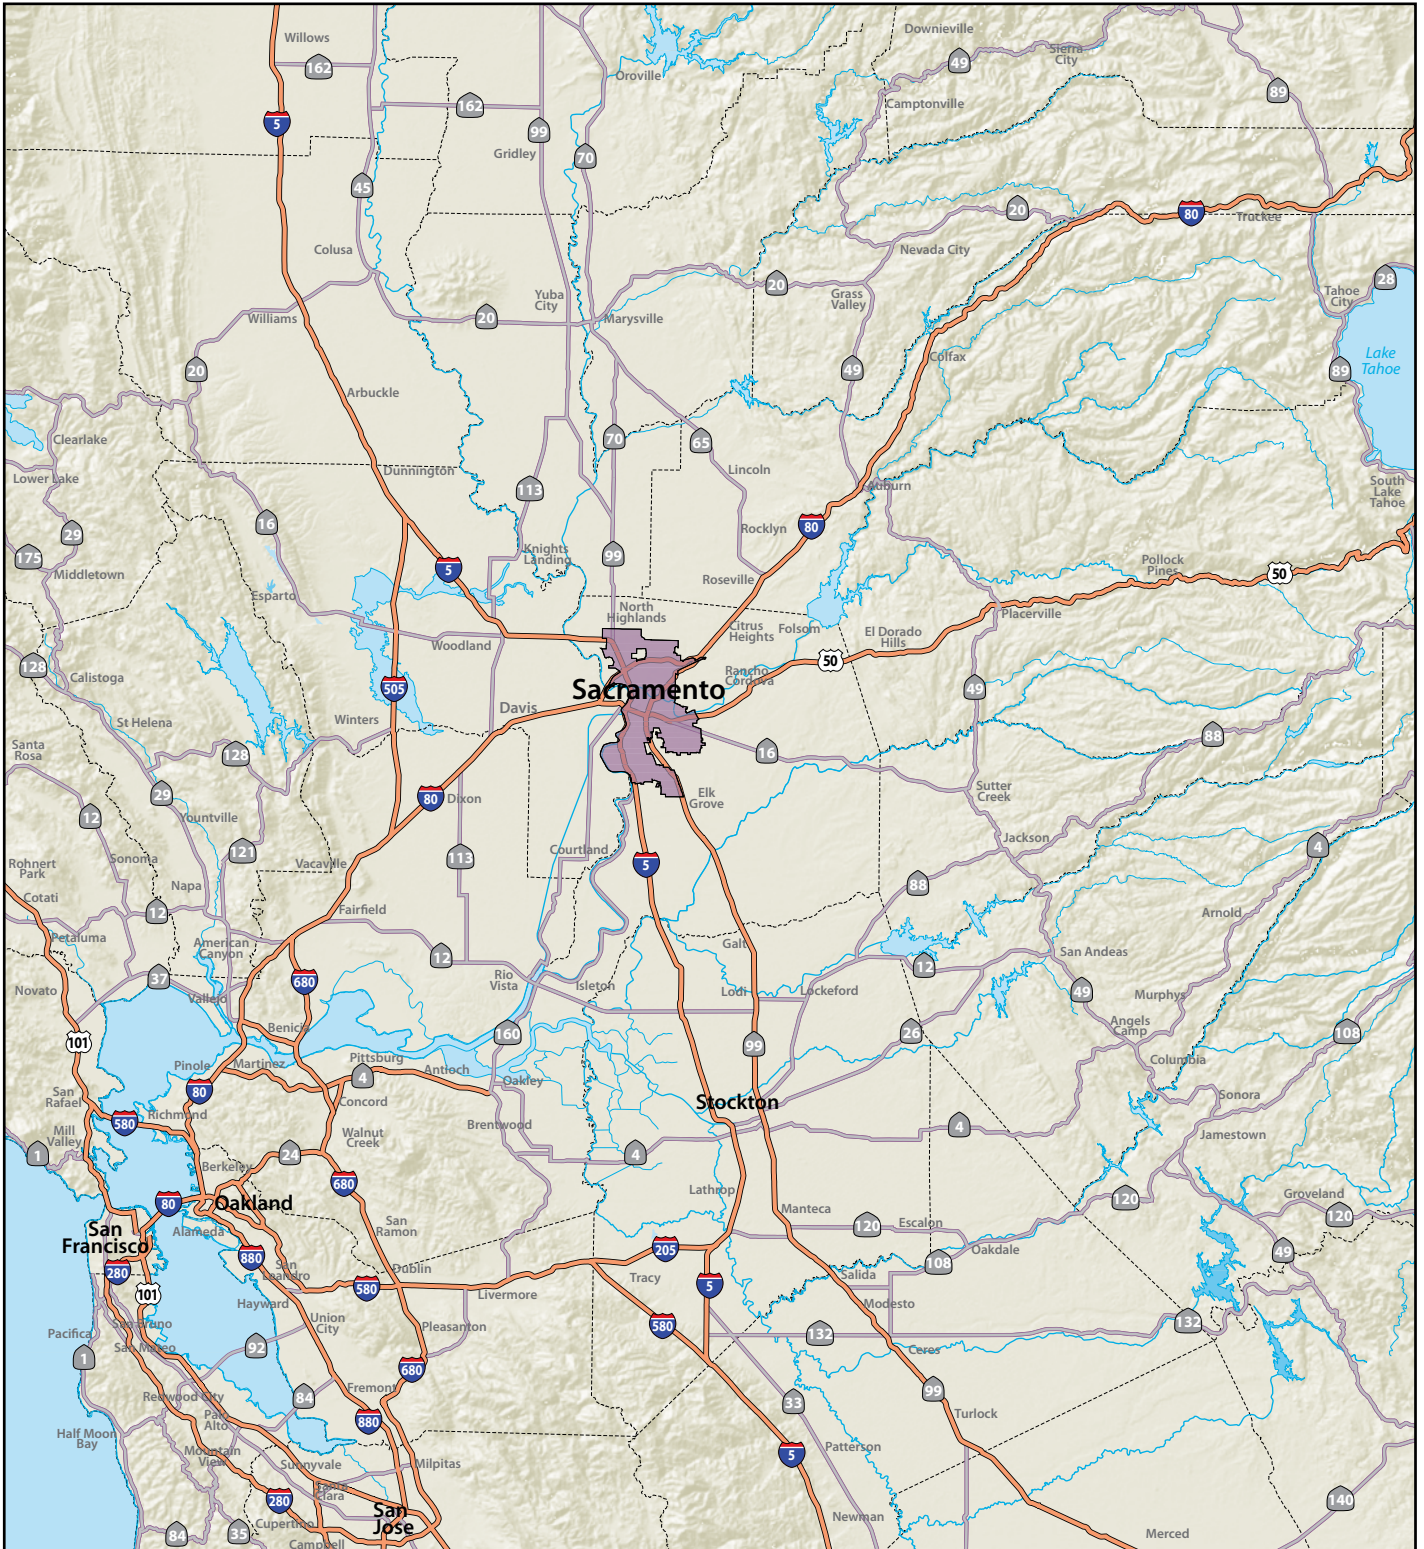 Willows
162
Oroville
Downieville
49
Sierra
City
89
5
162
99
Gridley
70
Camptonville
45
Colusa
20
Nevada City
80
Truckee
Williams
20
Yuba
City
Marysville
20
Grass
Valley
Tahoe
City
28
20
Arbuckle
49
Colfax
89
Lake
Tahoe
Clearlake
Lower Lake
Dunnington
70
65
Lincoln
113
Auburn
South
Lake
Tahoe
29
175
Middletown
16
5
Knights
Landing
99
Rocklyn
80
Roseville
Pollock
Pines
50
Esparto
North
Highlands
Placerville
Woodland
Citrus
Heights
Folsom
El Dorado
Hills
50
128
Calistoga
505
Sacramento
Rancho
Cordova
49
St Helena
Winters
Davis
Santa
Rosa
128
16
88
29
80
Dixon
Elk
Grove
Sutter
Creek
12
Yountville
Sonoma
121
Vacaville
113
Courtland
5
Jackson
4
Rohnert
Park
Cotati
Napa
12
Fairfield
88
Arnold
Petaluma
American
Canyon
12
Galt
12
San Andeas
Novato
37
Vallejo
680
Rio
Vista
Isleton
Lodi
Lockeford
49
Murphys
101
Benicia
160
99
26
Angels
Camp
108
Pinole
Martinez
Pittsburg
4
Antioch
Oakley
Columbia
San
Rafael
80
Concord
Stockton
Sonora
580
Richmond
Mill
Valley
1
Walnut
Creek
Brentwood
4
4
Jamestown
24
Berkeley
680
80
Oakland
Lathrop
120
Groveland
120
San
Francisco
Alameda
San
Ramon
Manteca
120
Escalon
49
280
880
San
Leandro
Dublin
205
Oakdale
108
101
580
Tracy
5
Salida
Hayward
Livermore
Modesto
San Bruno
Union
City
Pacifica
San Mateo
92
Pleasanton
580
132
132
1
Ceres
680
Redwood City
84
Fremont
99
33
Palo
Alto
Turlock
Half Moon
Bay
880
Mountain
View
Sunnyvale
Milpitas
5
Patterson
280
Santa
Clara
San
Jose
140
84
35
Cupertino
Campbell
Newman
Merced